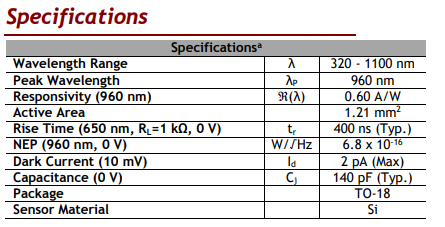 Specifications
Specificationsᵃ
Wavelength Range λ 320 - 1100 nm
Peak Wavelength λP 960 nm
Responsivity (960 nm) ℜ(λ) 0.60 A/W
Active Area 1.21 mm²
Rise Time (650 nm, RL=1 kΩ, 0 V) tr 400 ns (Typ.)
NEP (960 nm, 0 V) W/√Hz 6.8 x 10⁻¹⁶
Dark Current (10 mV) Id 2 pA (Max)
Capacitance (0 V) CJ 140 pF (Typ.)
Package TO-18
Sensor Material Si